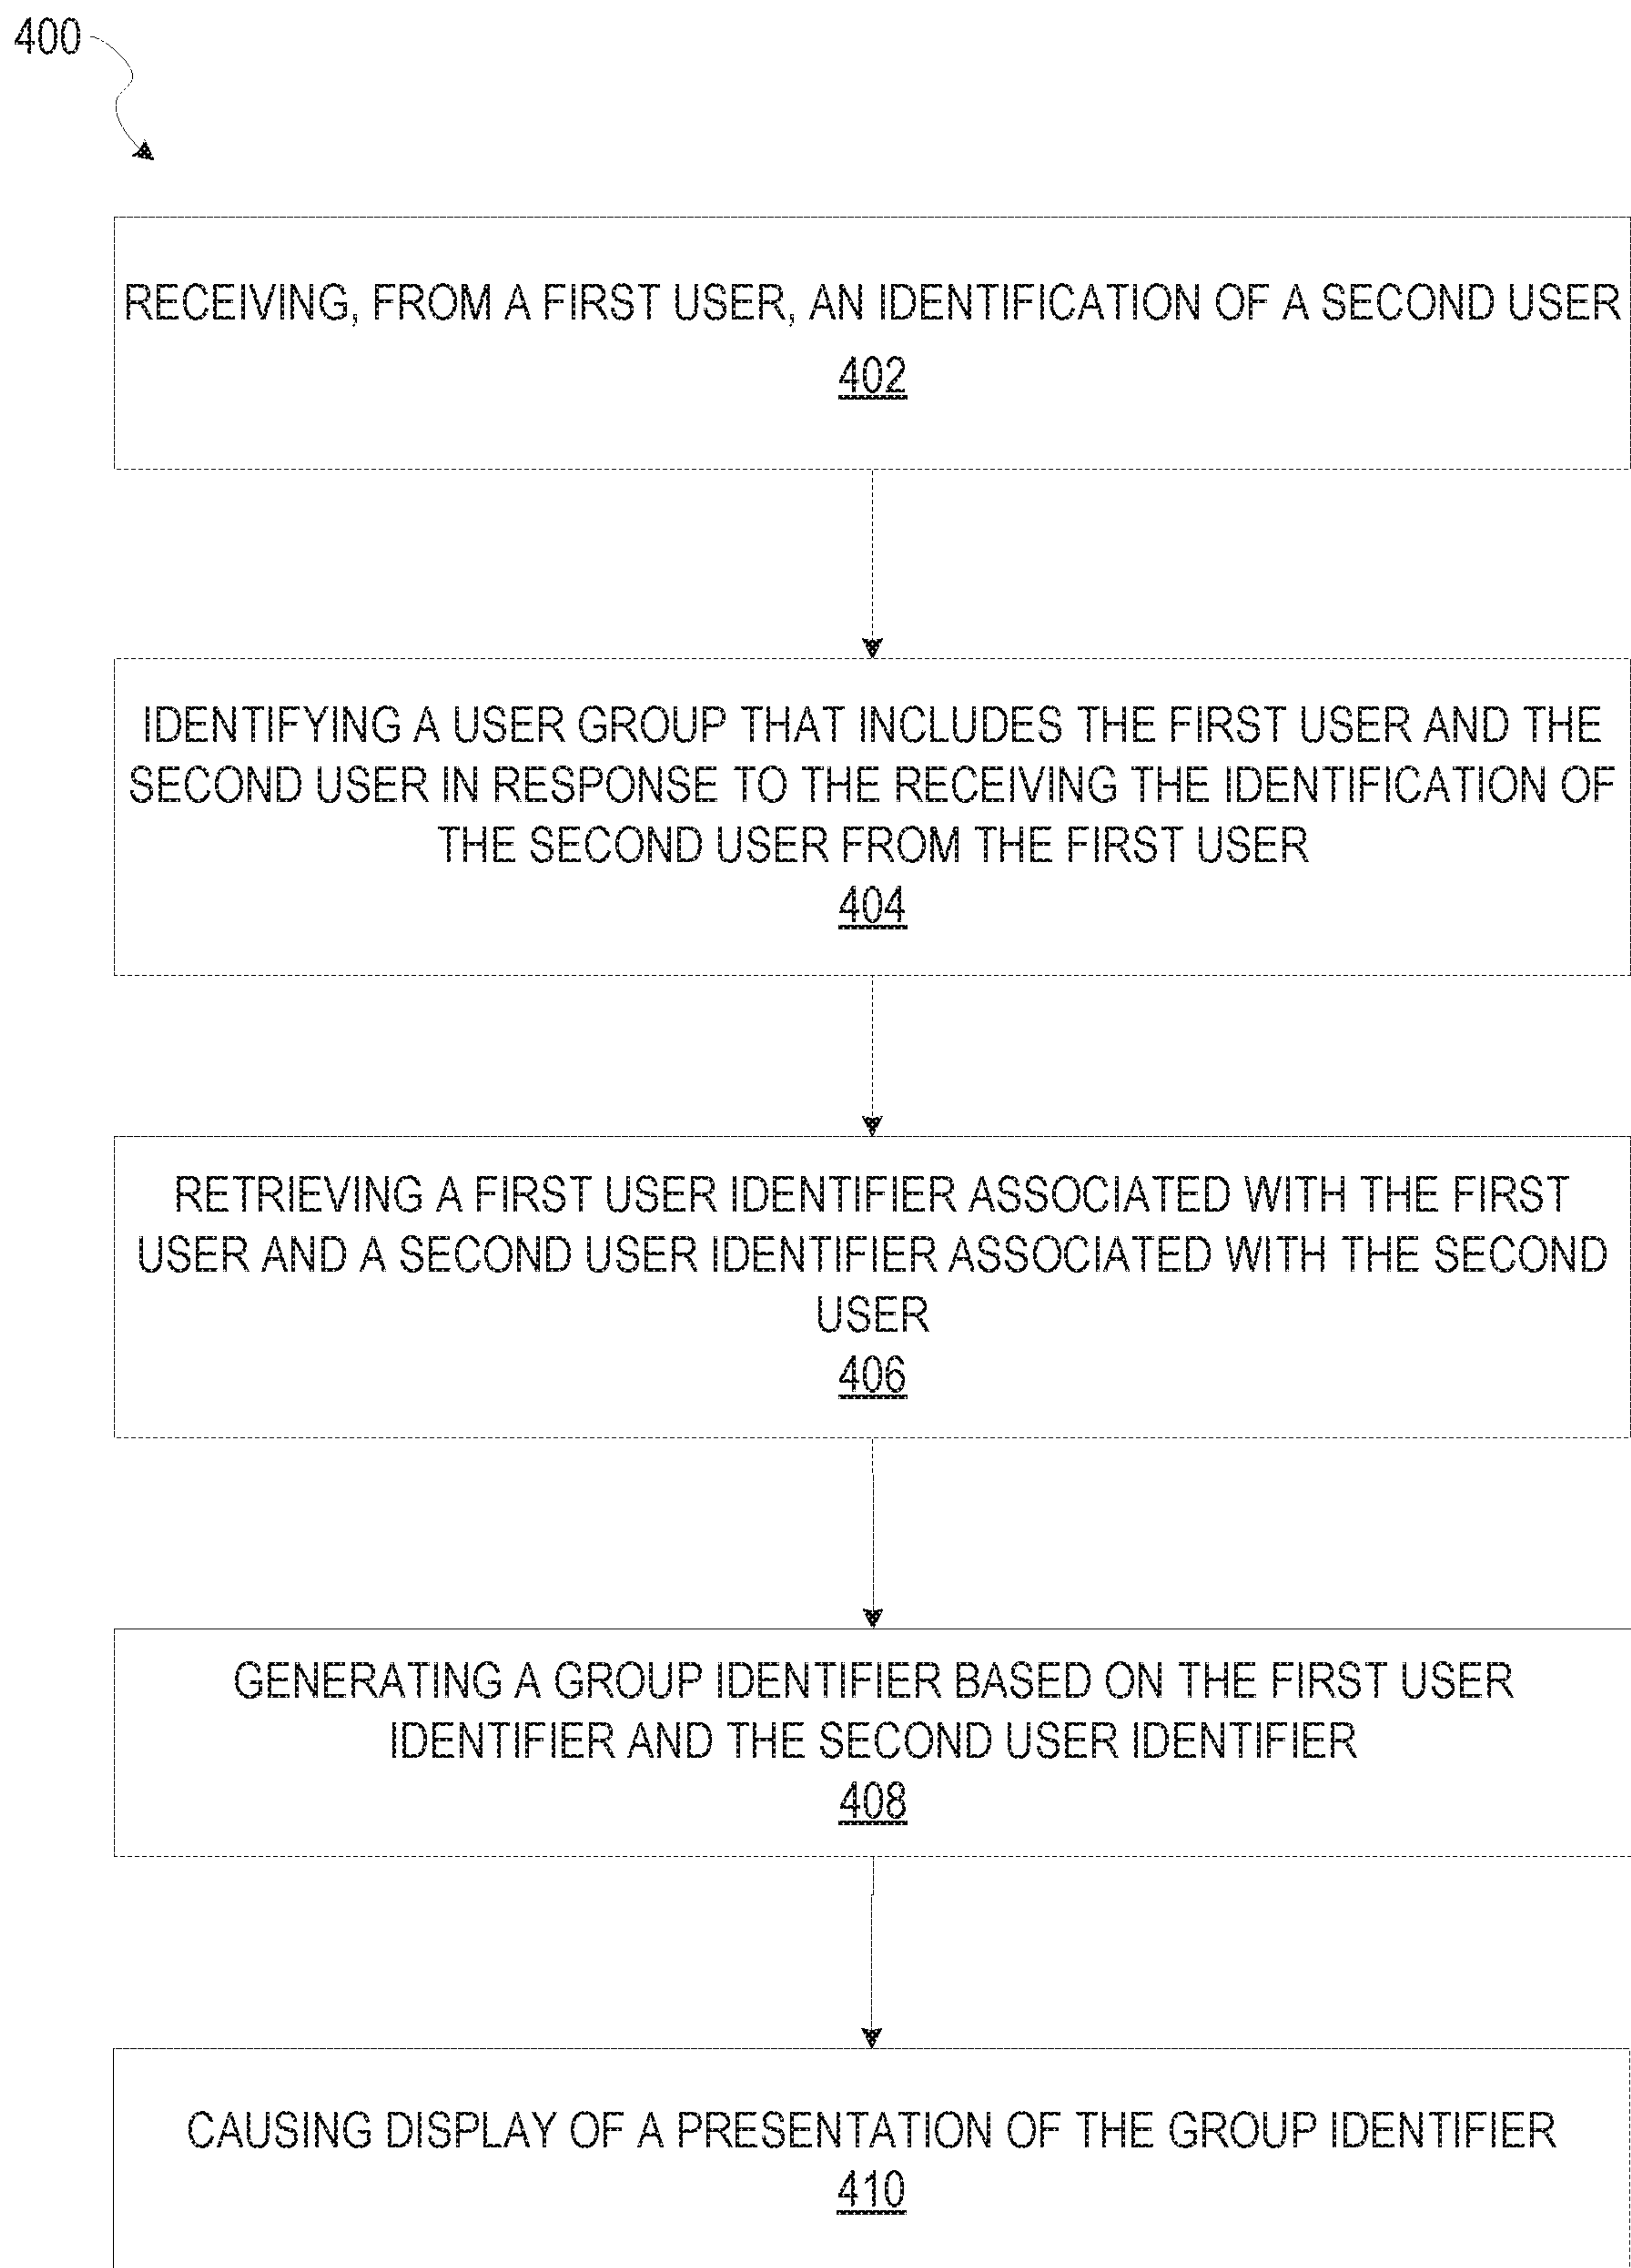 400
RECEIVING, FROM A FIRST USER, AN IDENTIFICATION OF A SECOND USER
402
IDENTIFYING A USER GROUP THAT INCLUDES THE FIRST USER AND THE
SECOND USER IN RESPONSE TO THE RECEIVING THE IDENTIFICATION OF
THE SECOND USER FROM THE FIRST USER
404
RETRIEVING A FIRST USER IDENTIFIER ASSOCIATED WITH THE FIRST
USER AND A SECOND USER IDENTIFIER ASSOCIATED WITH THE SECOND
USER
406
GENERATING A GROUP IDENTIFIER BASED ON THE FIRST USER
IDENTIFIER AND THE SECOND USER IDENTIFIER
408
CAUSING DISPLAY OF A PRESENTATION OF THE GROUP IDENTIFIER
410